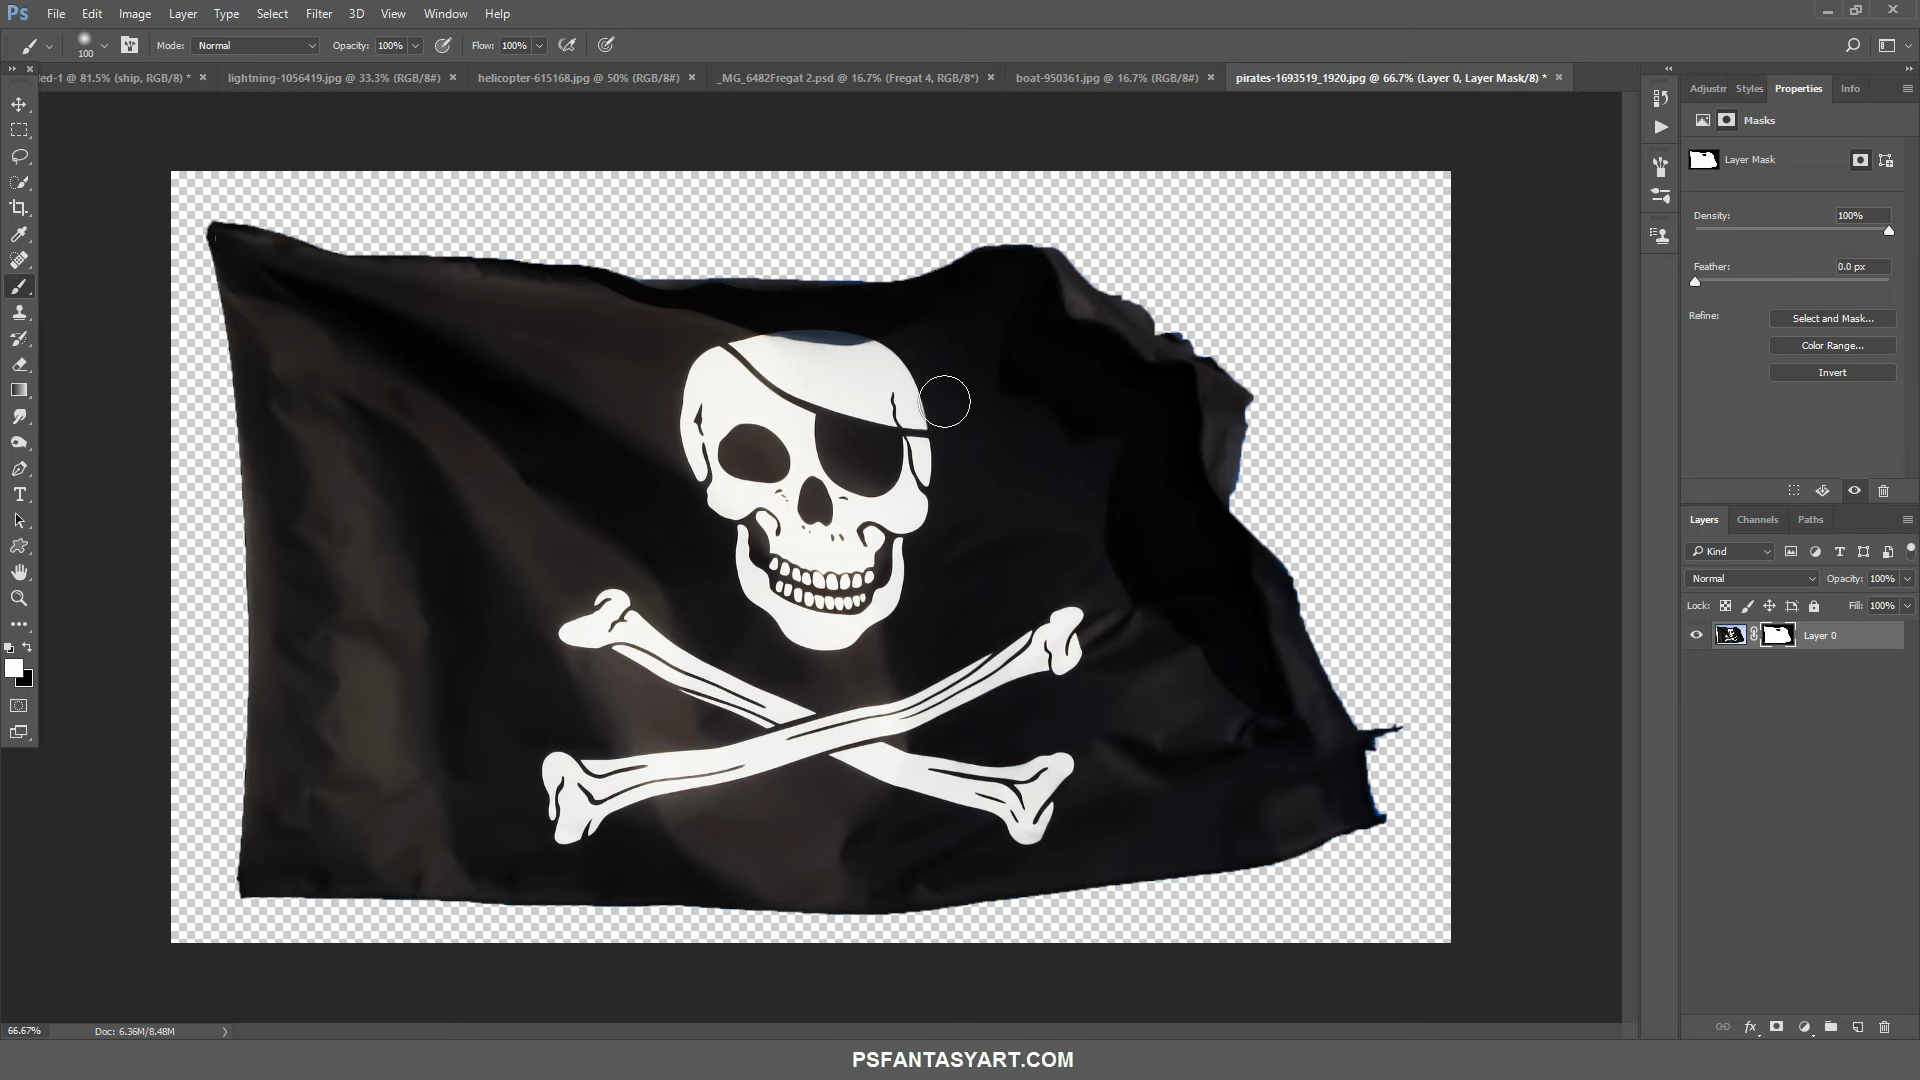 Ps File Edit Image Layer Type Select Filter 3D View Window Help
100 Mode: Normal Opacity: 100% Flow: 100%
ed-1 @ 81.5% (ship, RGB/8) * × lightning-1056419.jpg @ 33.3% (RGB/8#) × helicopter-615168.jpg @ 50% (RGB/8#) × _MG_6482Fregat 2.psd @ 16.7% (Fregat 4, RGB/8*) × boat-950361.jpg @ 16.7% (RGB/8#) × pirates-1693519_1920.jpg @ 66.7% (Layer 0, Layer Mask/8) * ×
Adjustm Styles Properties Info
Masks
Layer Mask
Density: 100%
Feather: 0.0 px
Refine: Select and Mask...
Color Range...
Invert
Layers Channels Paths
Kind
Normal Opacity: 100%
Lock: Fill: 100%
Layer 0
66.67% Doc: 6.36M/8.48M
PSFANTASYART.COM